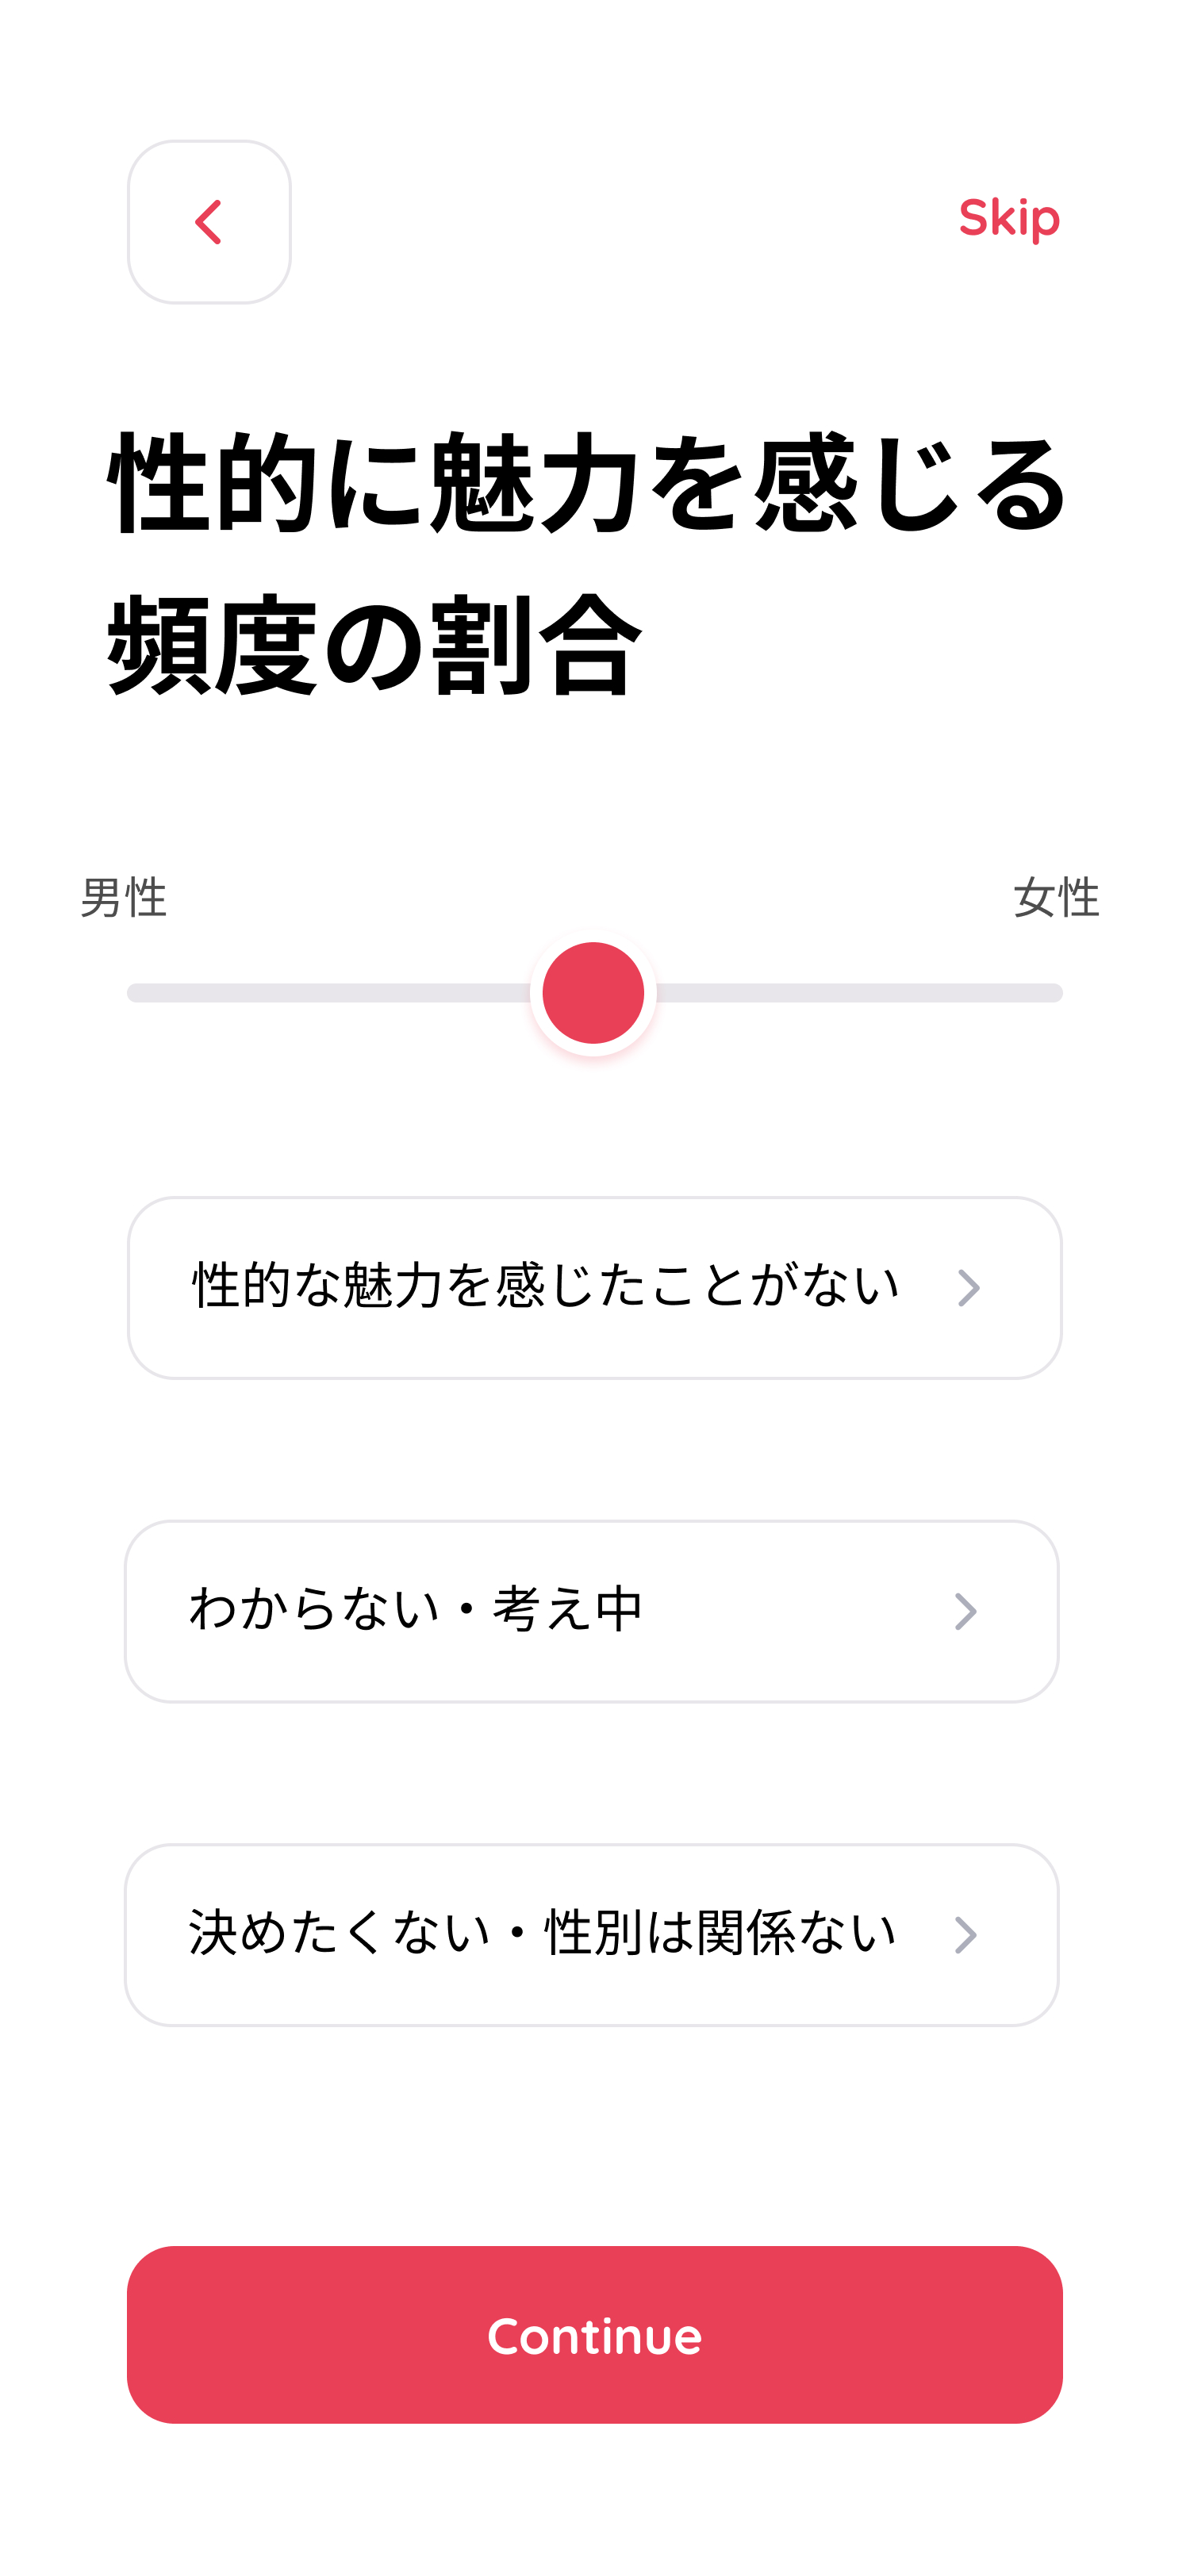 Skip
性的に魅力を感じる
頻度の割合
男性
女性
性的な魅力を感じたことがない
わからない・考え中
決めたくない・性別は関係ない
Continue